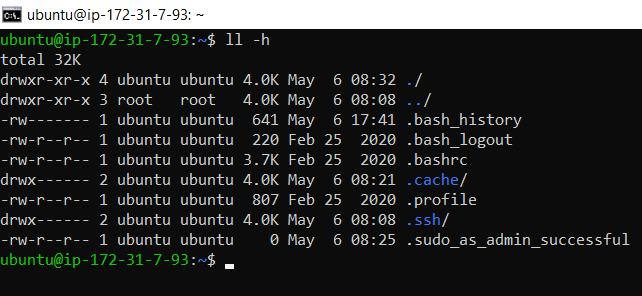 ubuntu@ip-172-31-7-93: ~
ubuntu@ip-172-31-7-93:~$ ll -h
total 32K
drwxr-xr-x 4 ubuntu ubuntu 4.0K May  6 08:32 ./
drwxr-xr-x 3 root   root   4.0K May  6 08:08 ../
-rw------- 1 ubuntu ubuntu  641 May  6 17:41 .bash_history
-rw-r--r-- 1 ubuntu ubuntu  220 Feb 25  2020 .bash_logout
-rw-r--r-- 1 ubuntu ubuntu 3.7K Feb 25  2020 .bashrc
drwx------ 2 ubuntu ubuntu 4.0K May  6 08:21 .cache/
-rw-r--r-- 1 ubuntu ubuntu  807 Feb 25  2020 .profile
drwx------ 2 ubuntu ubuntu 4.0K May  6 08:08 .ssh/
-rw-r--r-- 1 ubuntu ubuntu    0 May  6 08:25 .sudo_as_admin_successful
ubuntu@ip-172-31-7-93:~$